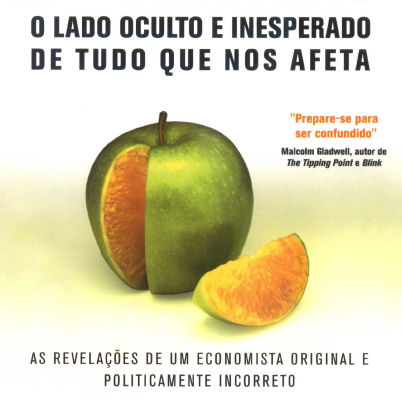 O LADO OCULTO E INESPERADO
DE TUDO QUE NOS AFETA
"Prepare-se para
ser confundido"
Malcolm Gladwell, autor de
The Tipping Point e Blink
AS REVELAÇÕES DE UM ECONOMISTA ORIGINAL E
POLITICAMENTE INCORRETO